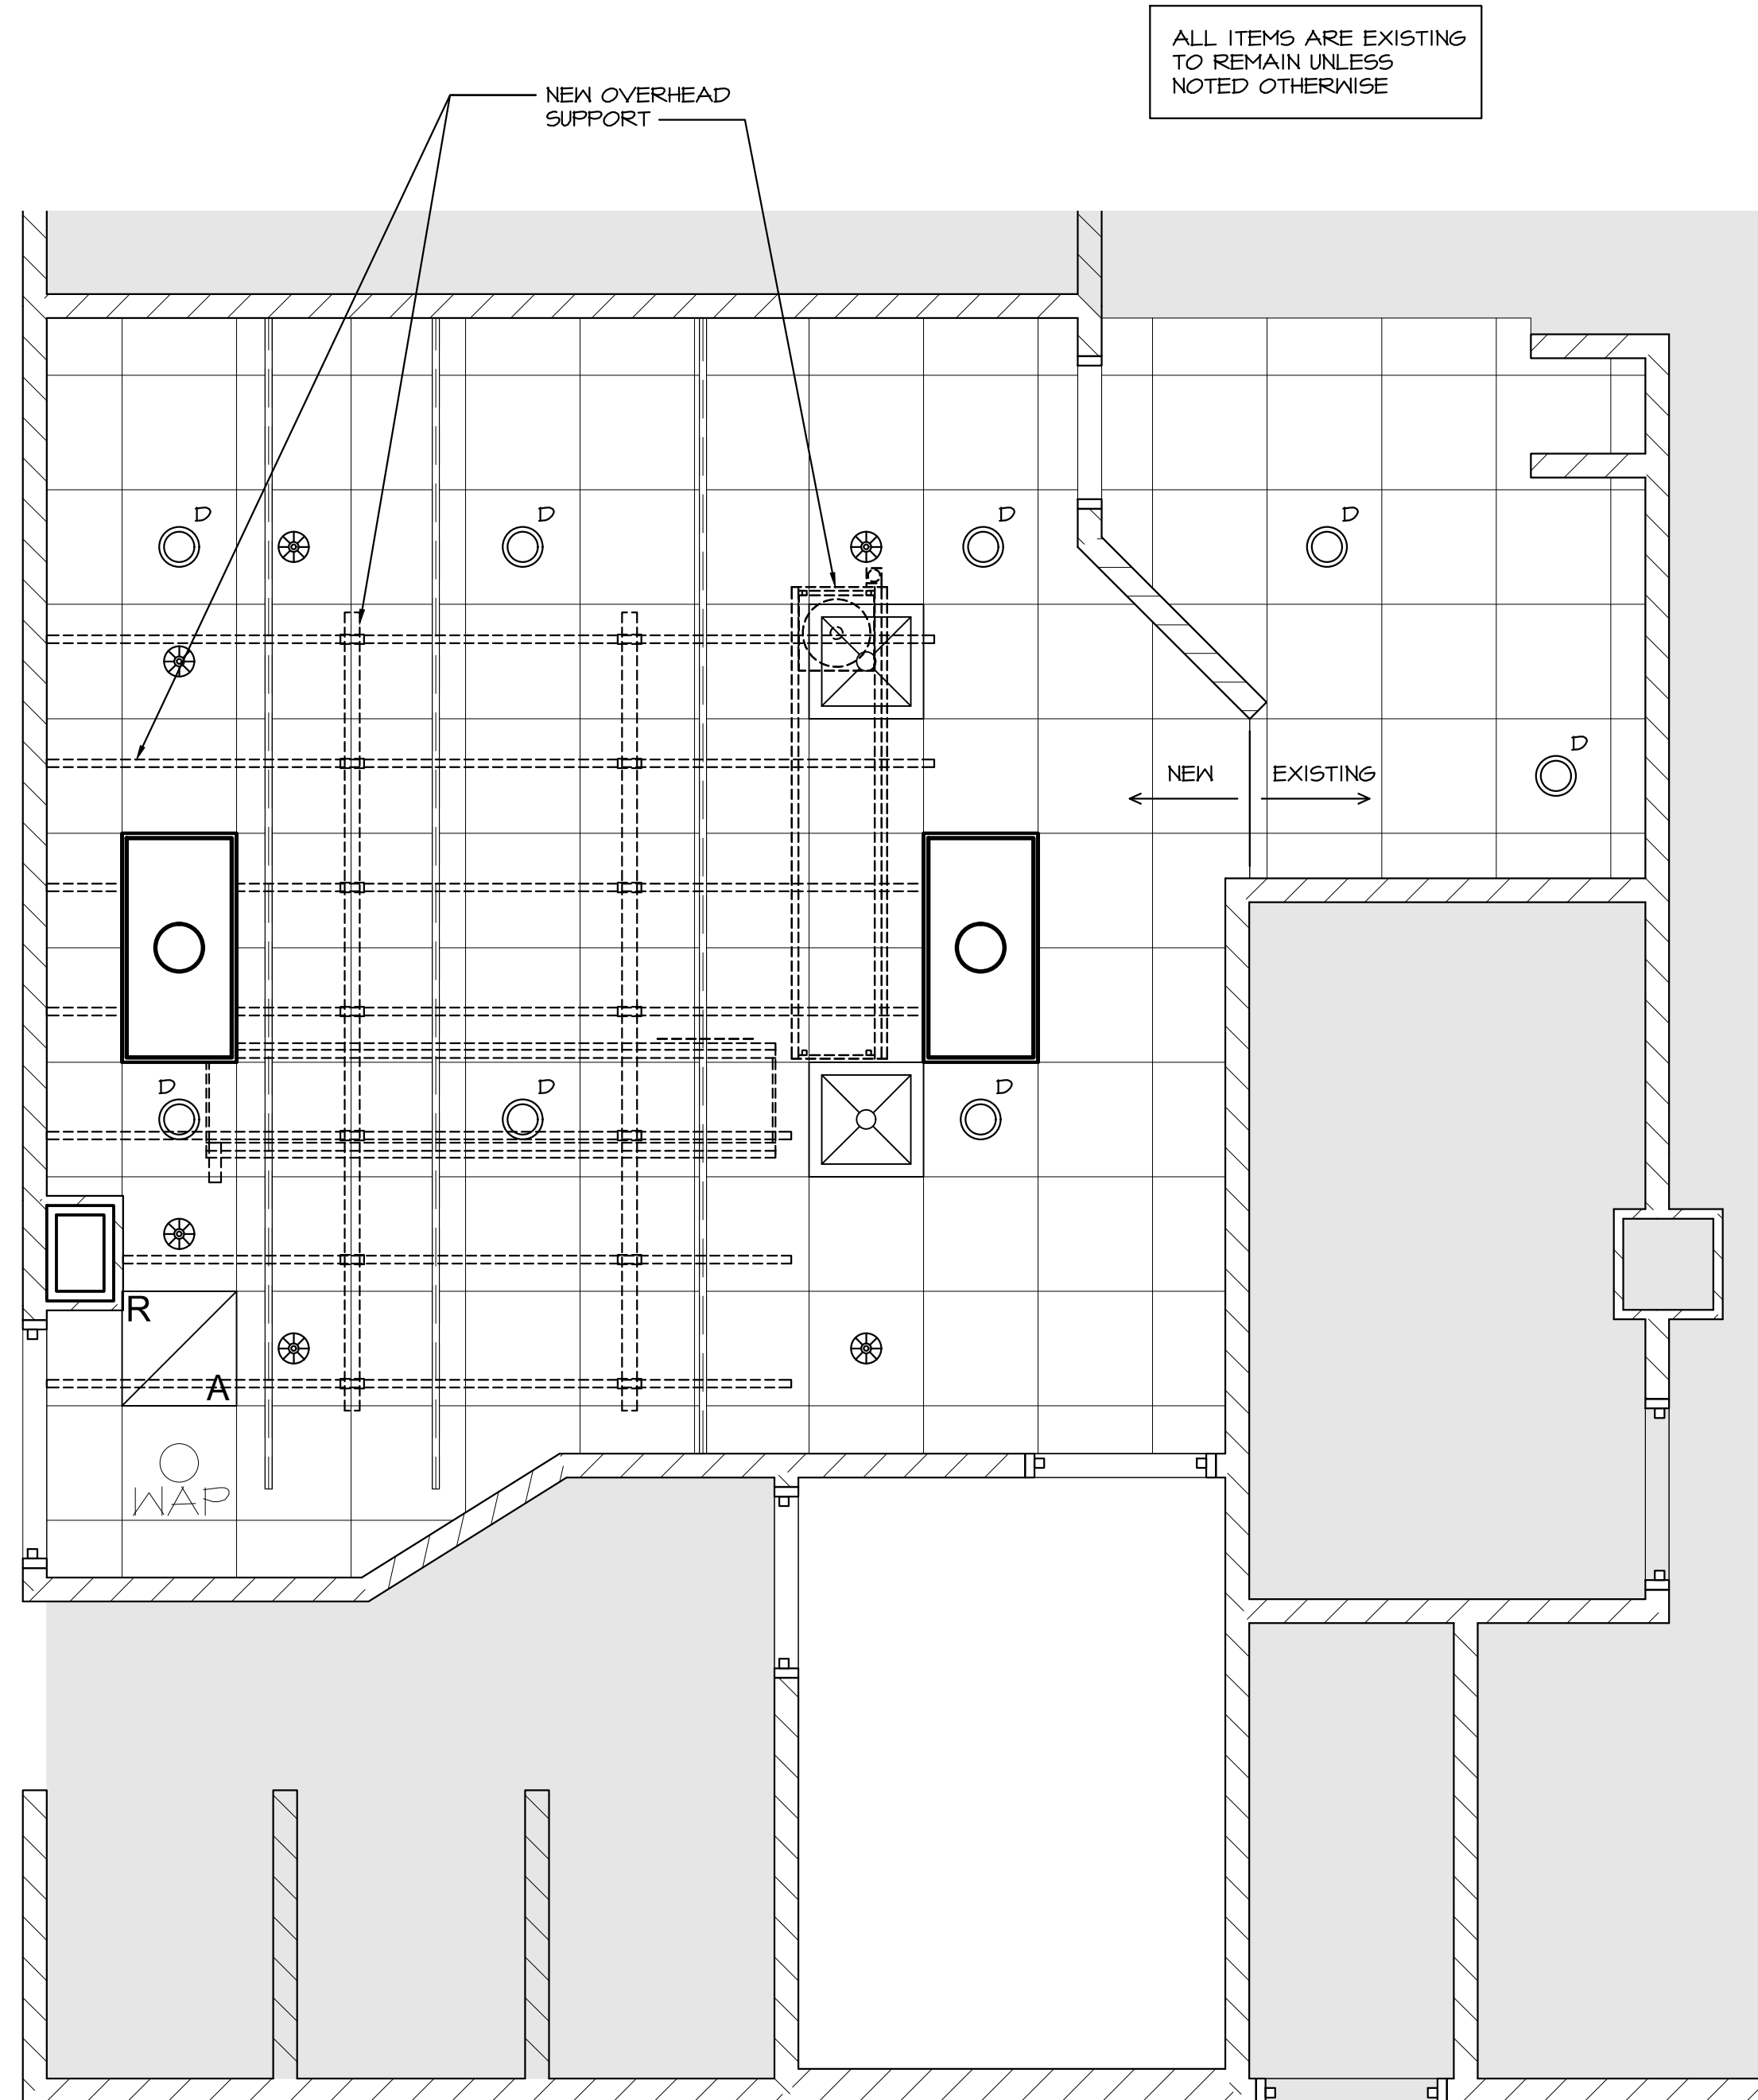 ALL ITEMS ARE EXISTING
TO REMAIN UNLESS
NOTED OTHERWISE
NEW OVERHEAD
SUPPORT
D
D
D
D
D
NEW
EXISTING
D
D
D
R
A
WAP